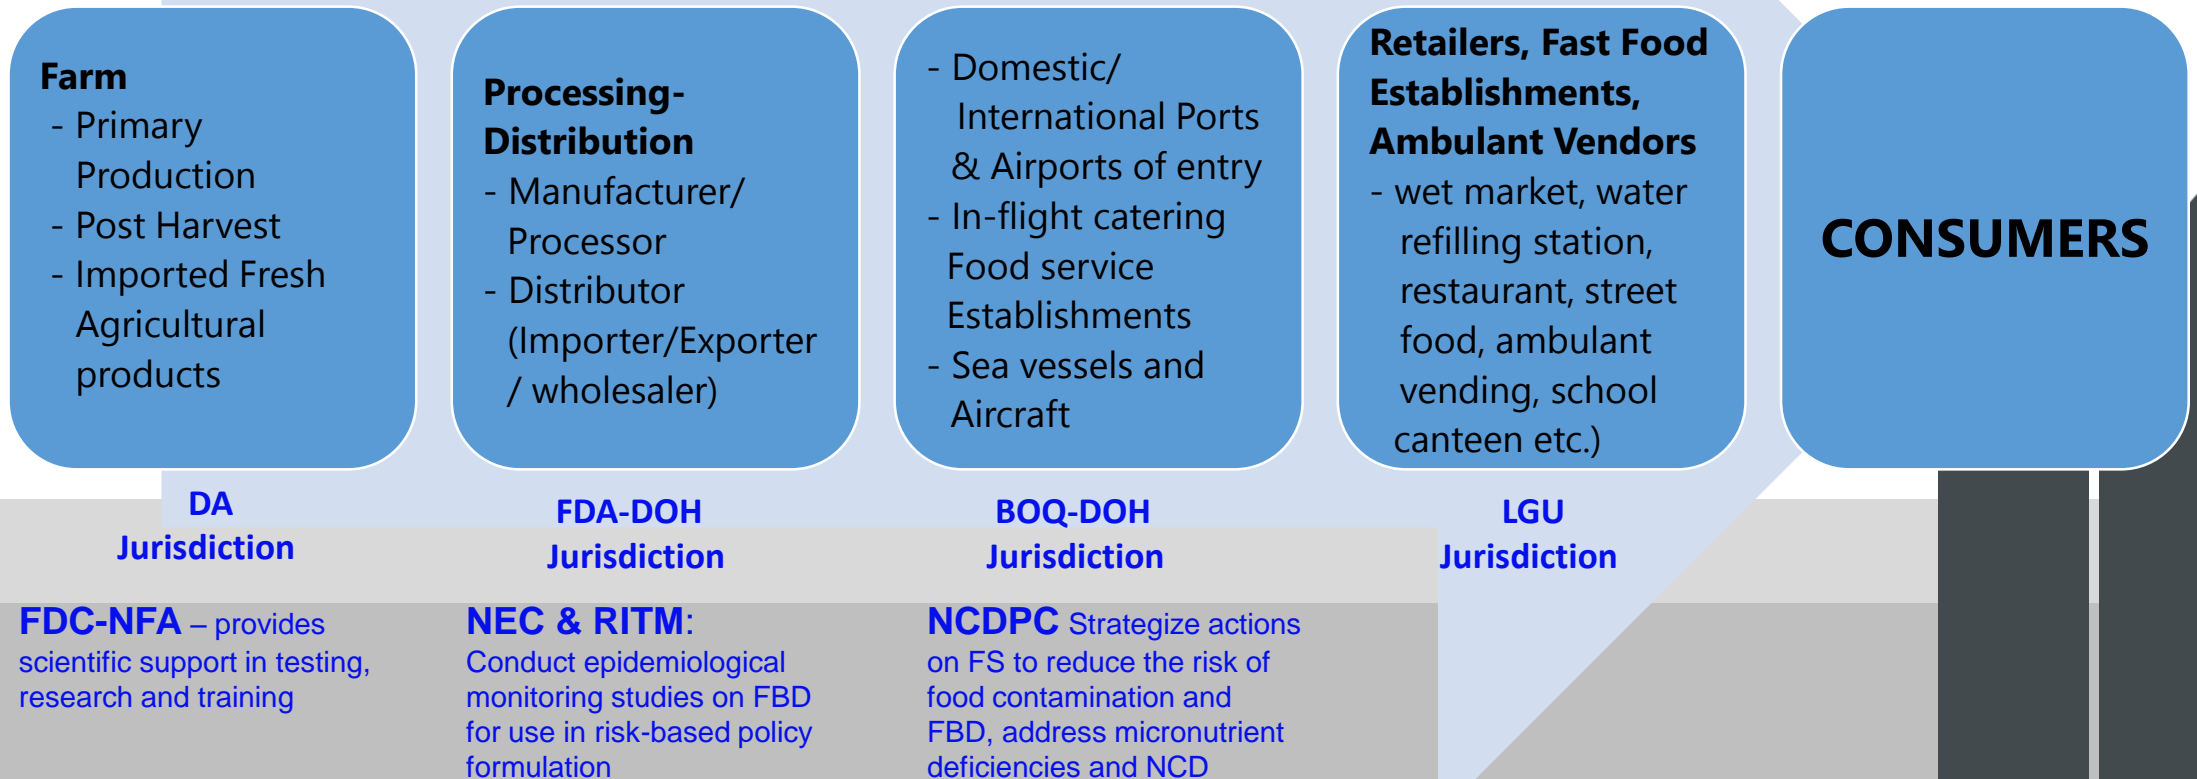 Farm
- Primary
Production
- Post Harvest
- Imported Fresh
Agricultural
products
Processing-
Distribution
- Manufacturer/
Processor
- Distributor
(Importer/Exporter
/ wholesaler)
- Domestic/
International Ports
& Airports of entry
- In-flight catering
Food service
Establishments
- Sea vessels and
Aircraft
Retailers, Fast Food
Establishments,
Ambulant Vendors
- wet market, water
refilling station,
restaurant, street
food, ambulant
vending, school
canteen etc.)
CONSUMERS
DA
Jurisdiction
FDA-DOH
Jurisdiction
BOQ-DOH
Jurisdiction
LGU
Jurisdiction
FDC-NFA – provides
scientific support in testing,
research and training
NEC & RITM:
Conduct epidemiological
monitoring studies on FBD
for use in risk-based policy
formulation
NCDPC Strategize actions
on FS to reduce the risk of
food contamination and
FBD, address micronutrient
deficiencies and NCD